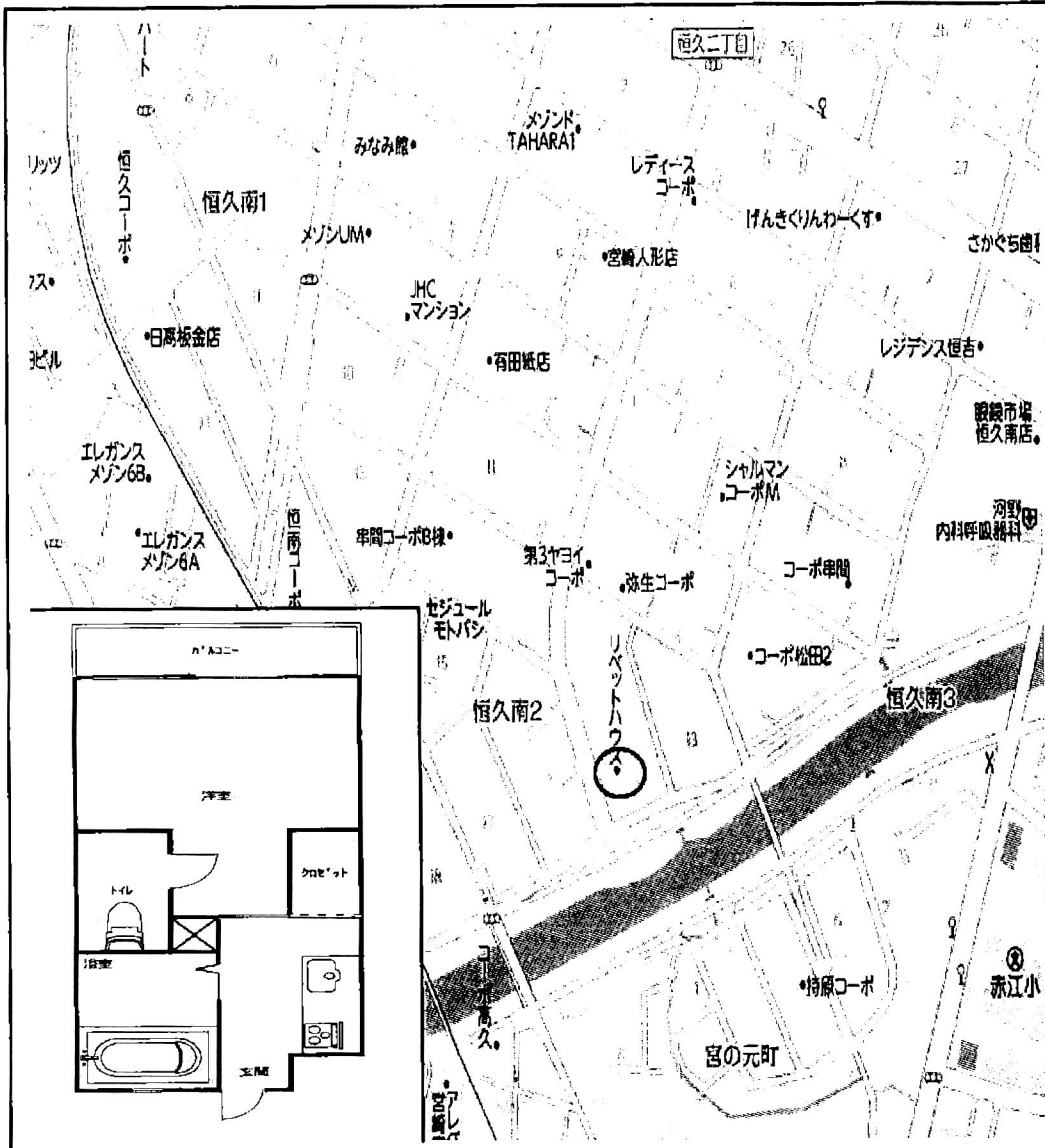 恒久二丁目
ハート
みなみ館
メゾンド
TAHARA1
リッツ
恒久コーポ
恒久南1
レディース
コーポ
げんきくりんわーくす
メゾンUM
宮崎人形店
さかぐち歯科
クス
JHC
マンション
日高板金店
有田紙店
レジデンス恒吉
眼鏡市場
恒久南店
エレガンス
メゾン6B
シャルマン
コーポM
河野
内科呼吸器科
エレガンス
メゾン6A
恒南コーポ
串間コーポB棟
第3ヤヨイ
コーポ
弥生コーポ
コーポ串間
セジュール
モトバシ
15
リベットハウス
コーポ松田2
恒久南2
恒久南3
13
バルコニー
洋室
トイレ
クロゼット
浴室
玄関
コーポ高久
持原コーポ
赤江小
宮の元町
アレ